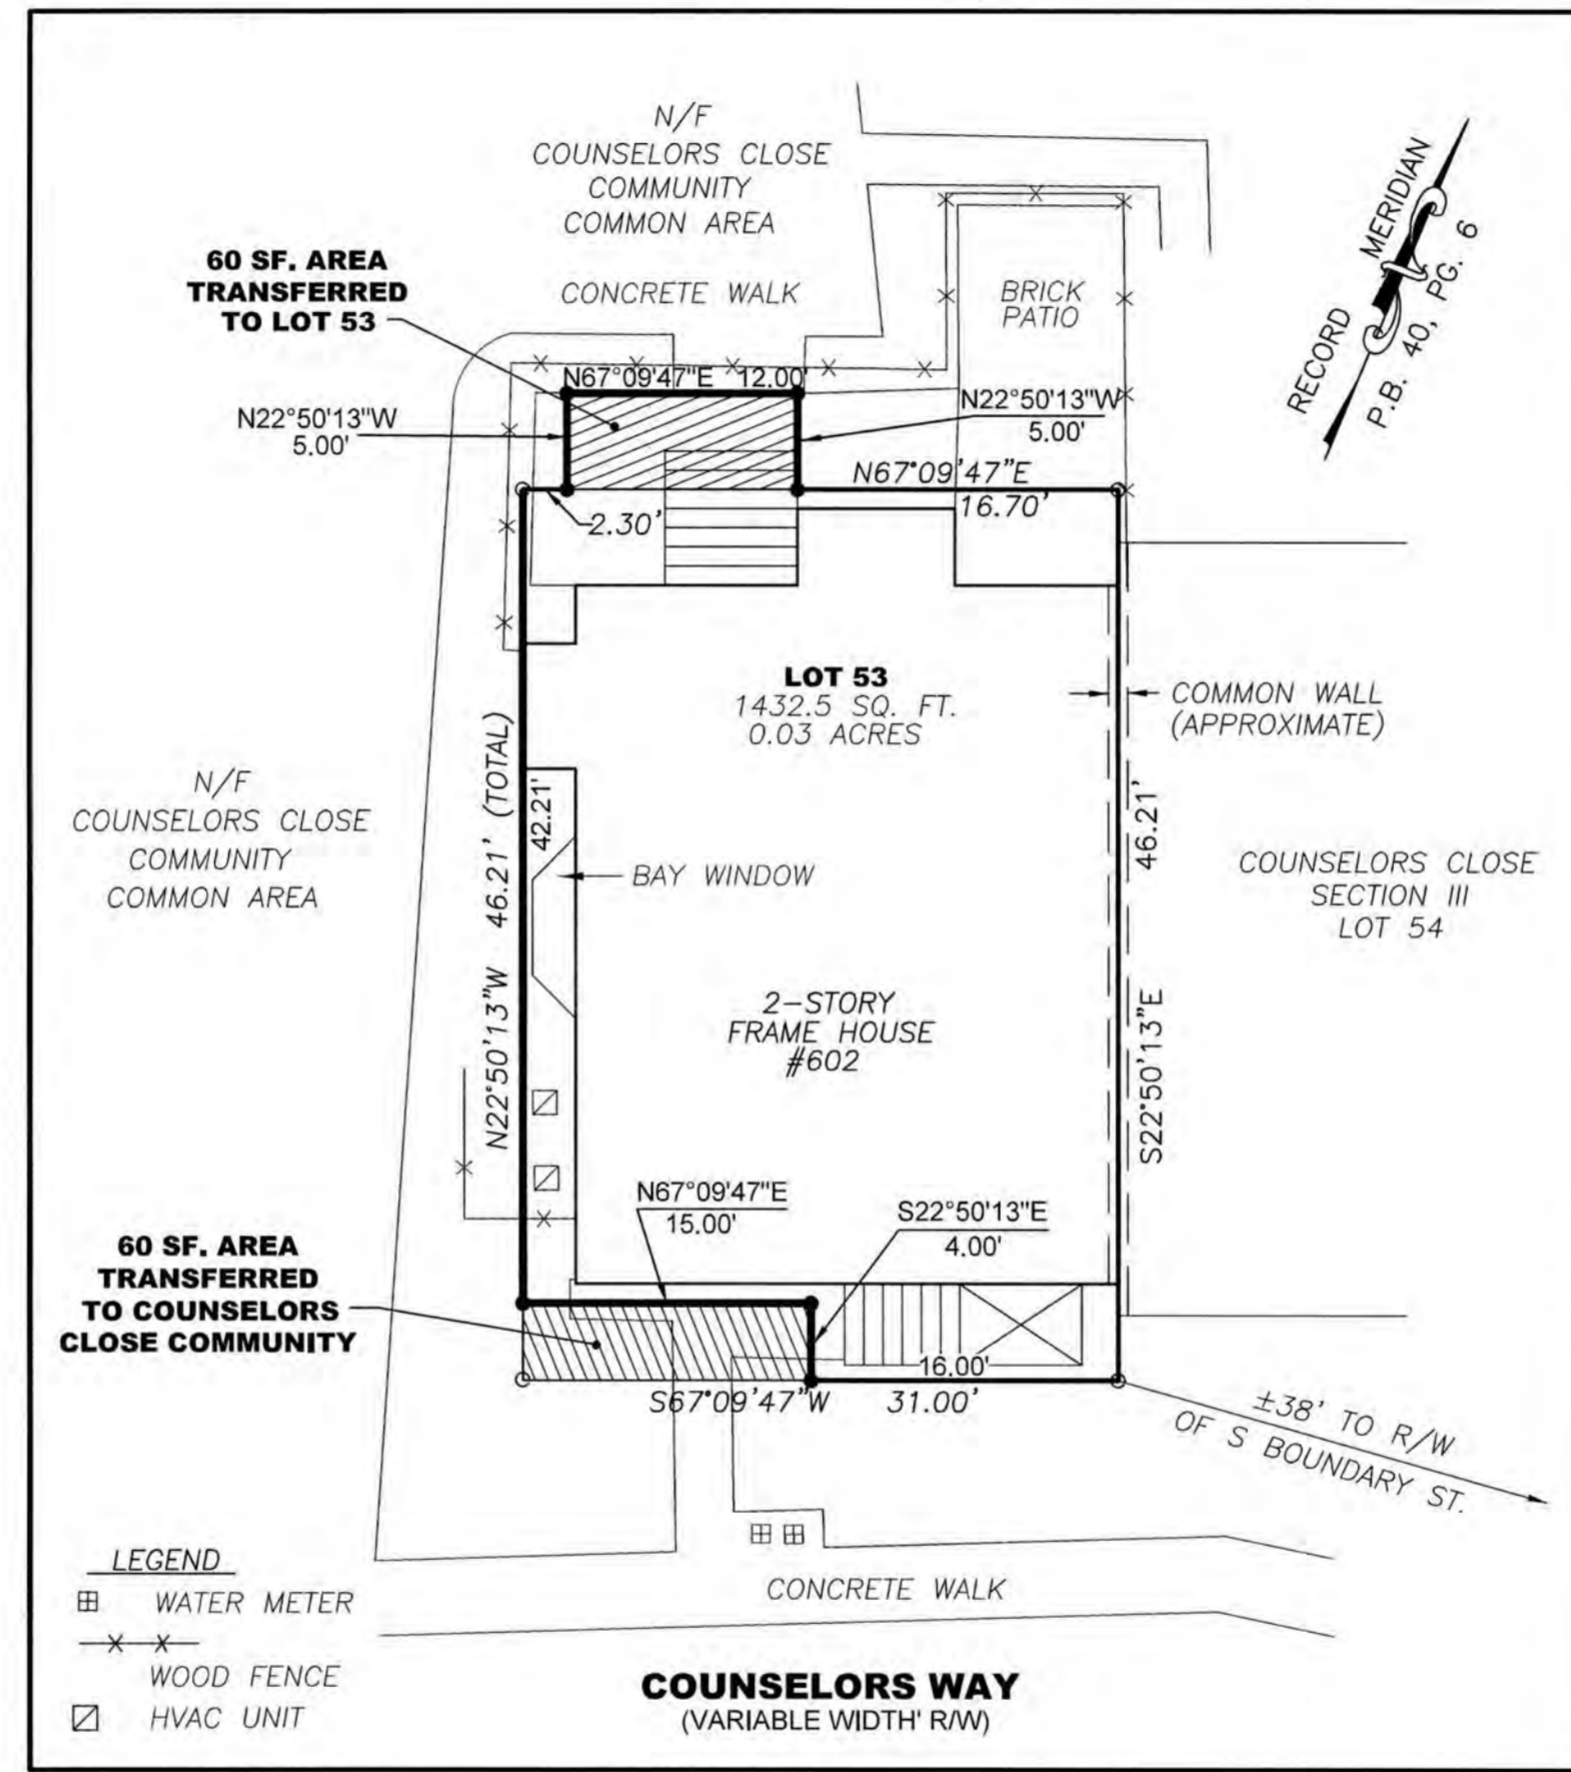 N/F
COUNSELORS CLOSE
COMMUNITY
COMMON AREA
60 SF. AREA
TRANSFERRED
TO LOT 53
CONCRETE WALK
BRICK
PATIO
RECORD MERIDIAN
P.B. 40, PG. 6
N67°09'47"E 12.00'
N22°50'13"W
5.00'
N22°50'13"W
5.00'
N67°09'47"E
16.70'
2.30'
LOT 53
1432.5 SQ. FT.
0.03 ACRES
COMMON WALL
(APPROXIMATE)
N/F
COUNSELORS CLOSE
COMMUNITY
COMMON AREA
N22°50'13"W 46.21' (TOTAL)
42.21'
BAY WINDOW
S22°50'13"E 46.21'
COUNSELORS CLOSE
SECTION III
LOT 54
2-STORY
FRAME HOUSE
#602
N67°09'47"E
15.00'
S22°50'13"E
4.00'
60 SF. AREA
TRANSFERRED
TO COUNSELORS
CLOSE COMMUNITY
16.00'
S67°09'47"W 31.00'
±38' TO R/W
OF S BOUNDARY ST.
LEGEND
WATER METER
WOOD FENCE
HVAC UNIT
CONCRETE WALK
COUNSELORS WAY
(VARIABLE WIDTH' R/W)